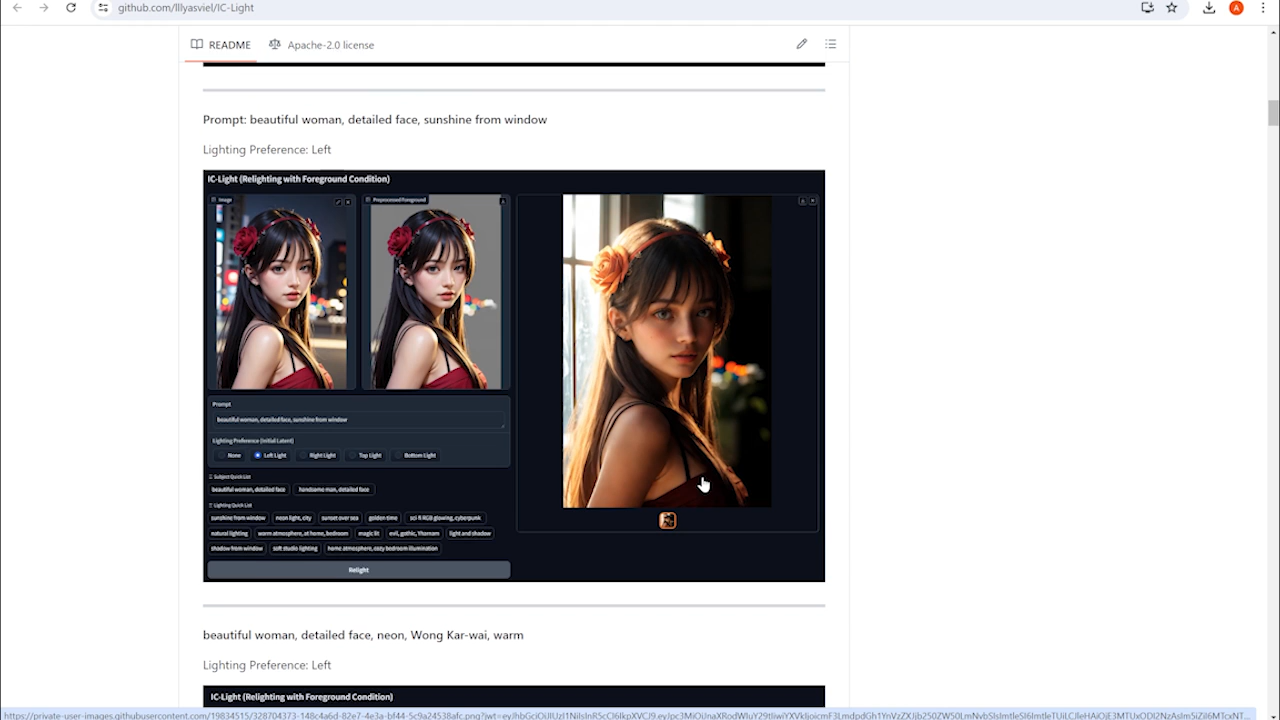 github.com/lllyasviel/IC-Light
A
README
Apache-2.0 license
Prompt: beautiful woman, detailed face, sunshine from window
Lighting Preference: Left
IC-Light (Relighting with Foreground Condition)
Image
Preprocessed Foreground
Prompt
beautiful woman, detailed face, sunshine from window
Lighting Preference (Initial Latent)
None Left Light Right Light Top Light Bottom Light
Subject Quick List
beautiful woman, detailed face handsome man, detailed face
Lighting Quick List
sunshine from window neon light, city sunset over sea golden time sci-fi RGB glowing, cyberpunk
natural lighting warm atmosphere, at home, bedroom magic lit evil, gothic, Yharnam light and shadow
shadow from window soft studio lighting home atmosphere, cozy bedroom illumination
Relight
beautiful woman, detailed face, neon, Wong Kar-wai, warm
Lighting Preference: Left
IC-Light (Relighting with Foreground Condition)